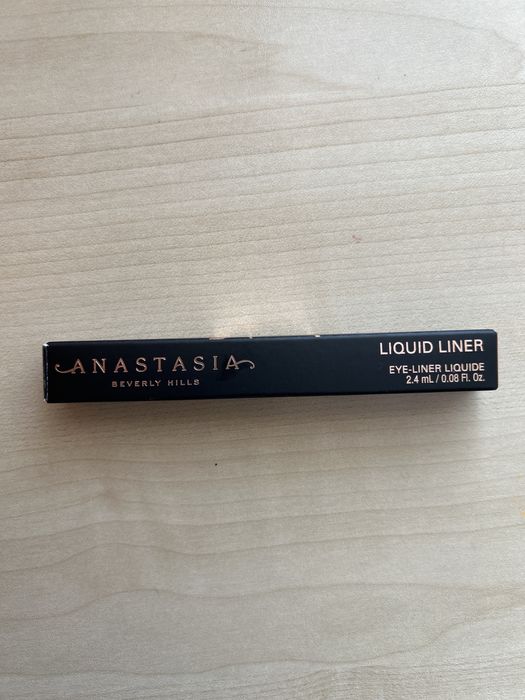 ANASTASIA
BEVERLY HILLS
LIQUID LINER
EYE-LINER LIQUIDE
2.4 mL / 0.08 Fl. Oz.